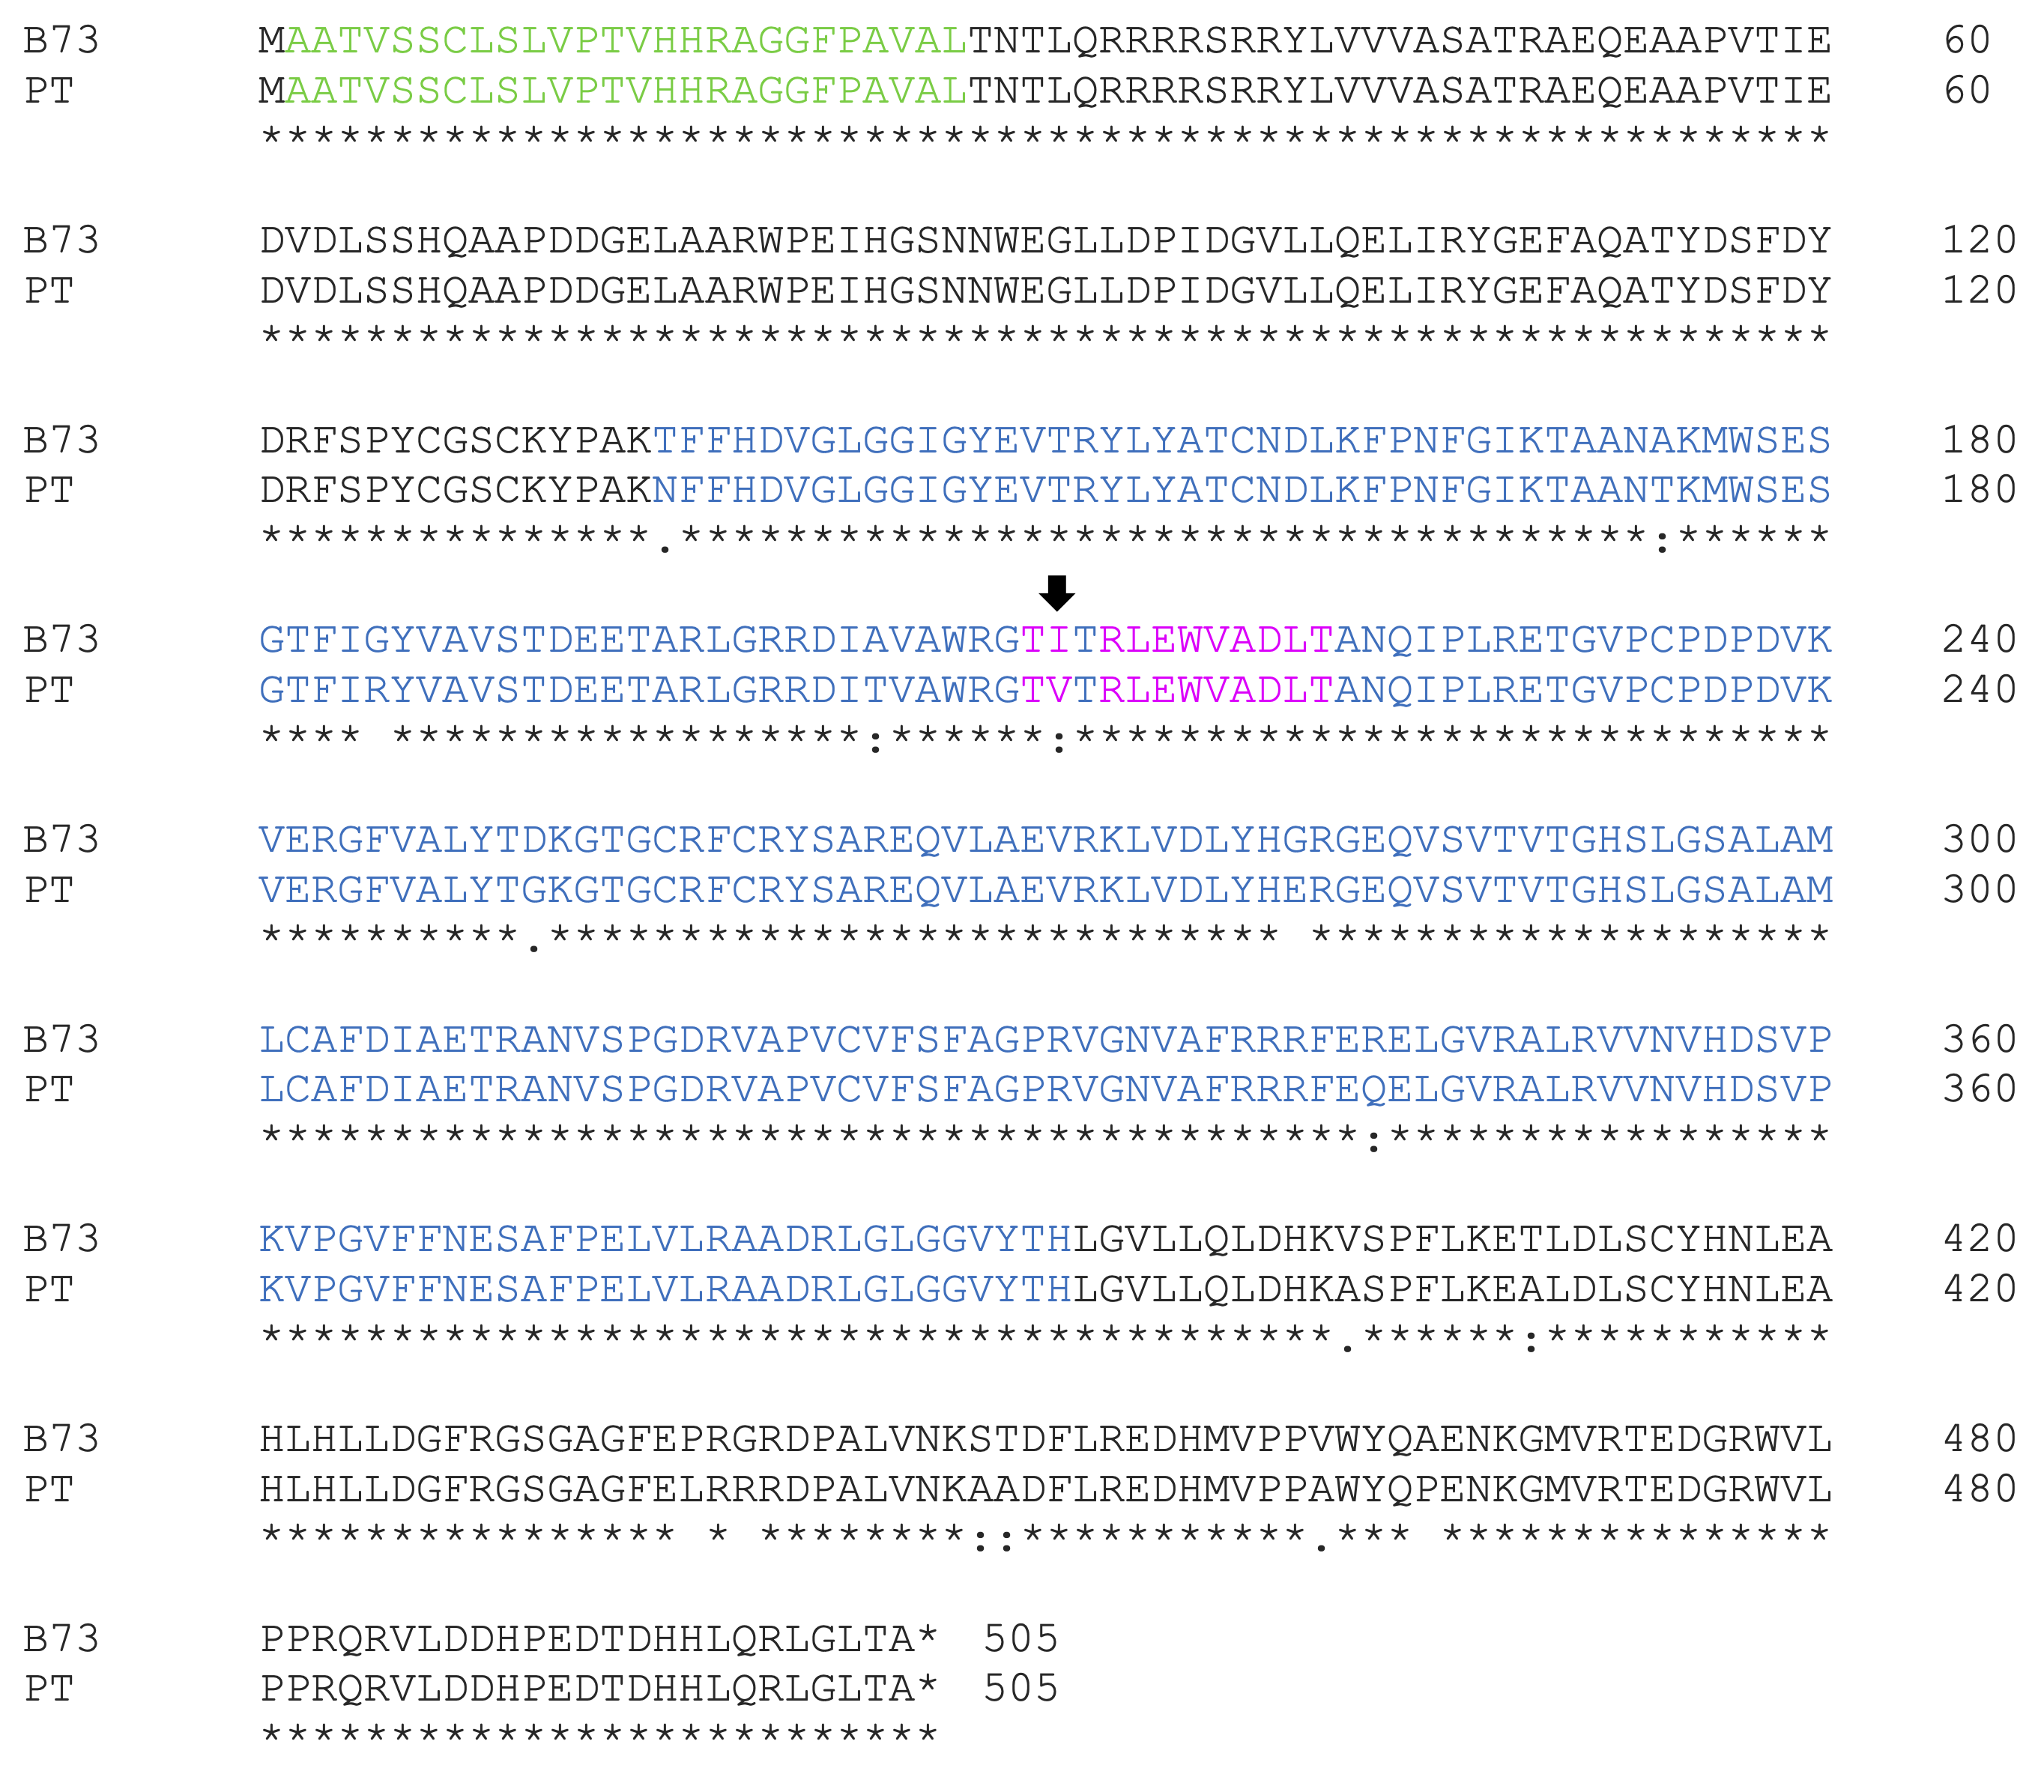 B73 MAATVSSCLSLVPTVHHRAGGFPAVALTNTLQRRRRSRRYLVVVASATRAEQEAAPVTIE 60
PT MAATVSSCLSLVPTVHHRAGGFPAVALTNTLQRRRRSRRYLVVVASATRAEQEAAPVTIE 60
************************************************************
B73 DVDLSSHQAAPDDGELAARWPEIHGSNNWEGLLDPIDGVLLQELIRYGEFAQATYDSFDY 120
PT DVDLSSHQAAPDDGELAARWPEIHGSNNWEGLLDPIDGVLLQELIRYGEFAQATYDSFDY 120
************************************************************
B73 DRFSPYCGSCKYPAKTFFHDVGLGGIGYEVTRYLYATCNDLKFPNFGIKTAANAKMWSES 180
PT DRFSPYCGSCKYPAKNFFHDVGLGGIGYEVTRYLYATCNDLKFPNFGIKTAANTKMWSES 180
***************.*************************************:******
B73 GTFIGYVAVSTDEETARLGRRDIAVAWRGTITRLEWVADLTANQIPLRETGVPCPDPDVK 240
PT GTFIRYVAVSTDEETARLGRRDITVAWRGTVTRLEWVADLTANQIPLRETGVPCPDPDVK 240
**** ******************:******:*****************************
B73 VERGFVALYTDKGTGCRFCRYSAREQVLAEVRKLVDLYHGRGEQVSVTVTGHSLGSALAM 300
PT VERGFVALYTGKGTGCRFCRYSAREQVLAEVRKLVDLYHERGEQVSVTVTGHSLGSALAM 300
**********.**************************** ********************
B73 LCAFDIAETRANVSPGDRVAPVCVFSFAGPRVGNVAFRRRFERELGVRALRVVNVHDSVP 360
PT LCAFDIAETRANVSPGDRVAPVCVFSFAGPRVGNVAFRRRFEQELGVRALRVVNVHDSVP 360
******************************************:*****************
B73 KVPGVFFNESAFPELVLRAADRLGLGGVYTHLGVLLQLDHKVSPFLKETLDLSCYHNLEA 420
PT KVPGVFFNESAFPELVLRAADRLGLGGVYTHLGVLLQLDHKASPFLKEALDLSCYHNLEA 420
*****************************************.******:***********
B73 HLHLLDGFRGSGAGFEPRGRDPALVNKSTDFLREDHMVPPVWYQAENKGMVRTEDGRWVL 480
PT HLHLLDGFRGSGAGFELRRRDPALVNKAADFLREDHMVPPAWYQPENKGMVRTEDGRWVL 480
**************** * ********::***********.*** ***************
B73 PPRQRVLDDHPEDTDHHLQRLGLTA* 505
PT PPRQRVLDDHPEDTDHHLQRLGLTA* 505
**************************